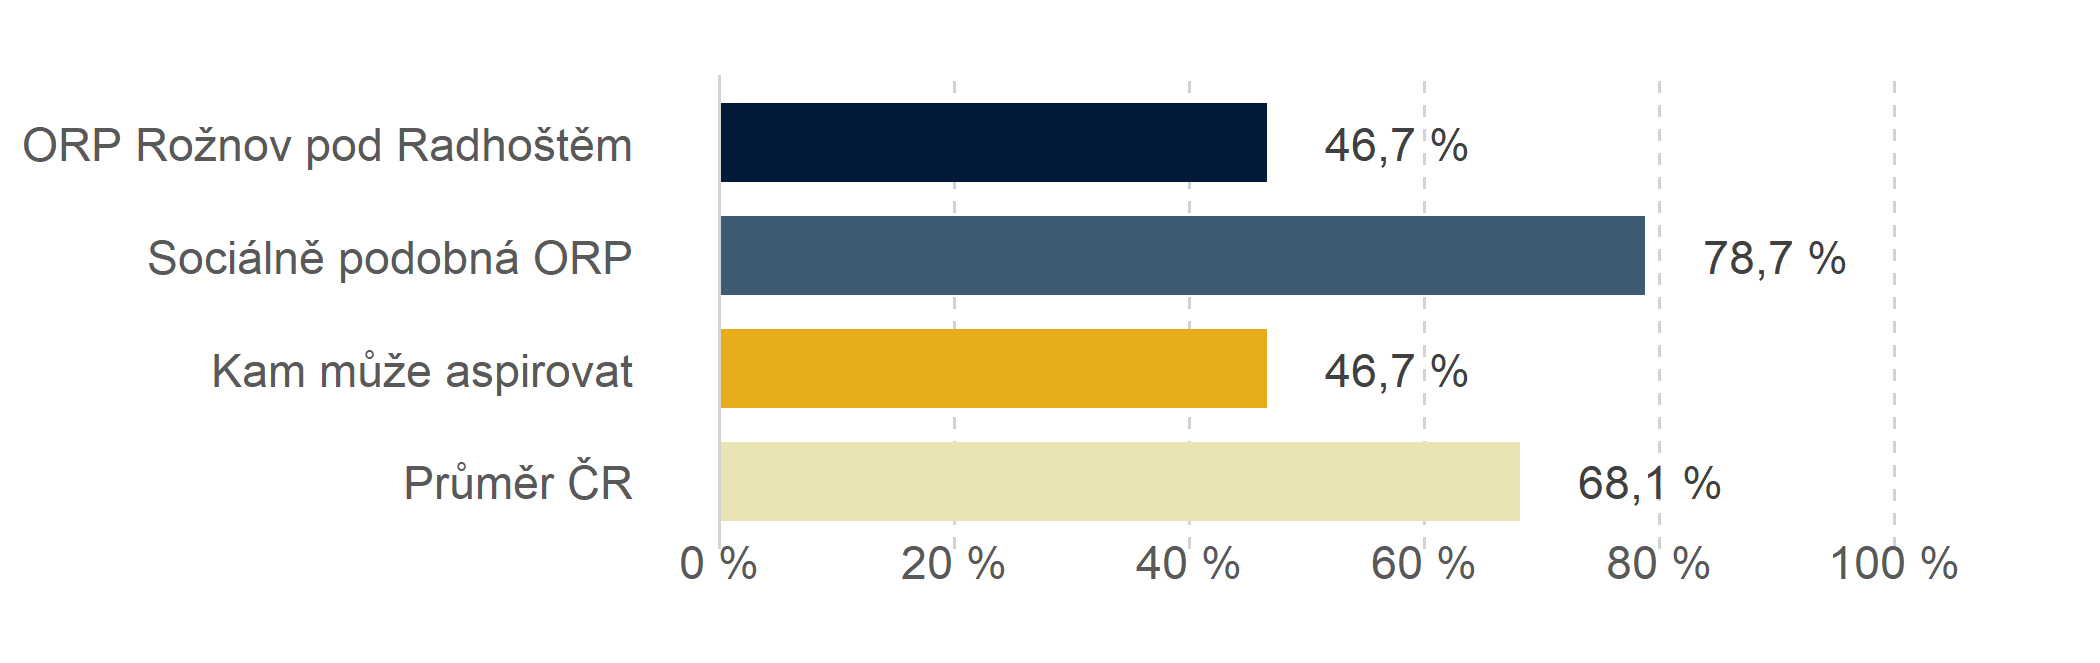 ORP Rožnov pod Radhoštěm 46,7 %
Sociálně podobná ORP 78,7 %
Kam může aspirovat 46,7 %
Průměr ČR 68,1 %
0 % 20 % 40 % 60 % 80 % 100 %